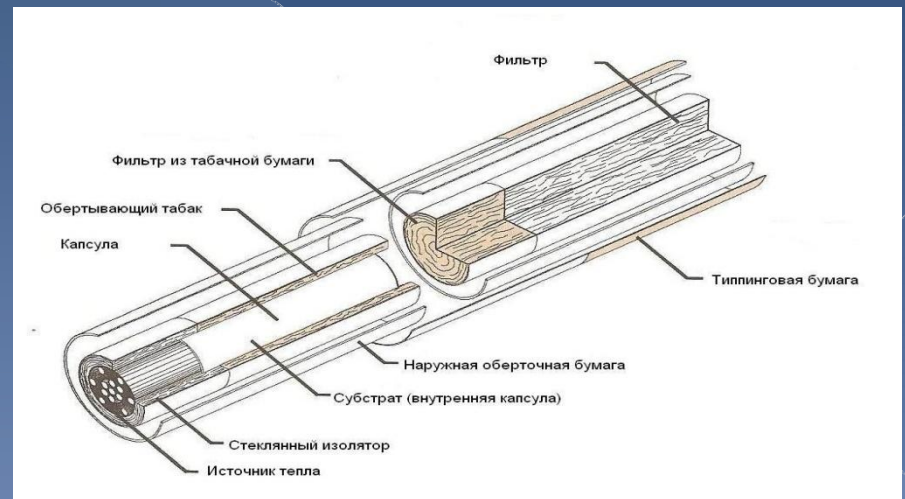 Фильтр
Фильтр из табачной бумаги
Обертывающий табак
Капсула
Типпинговая бумага
Наружная оберточная бумага
Субстрат (внутренняя капсула)
Стеклянный изолятор
Источник тепла